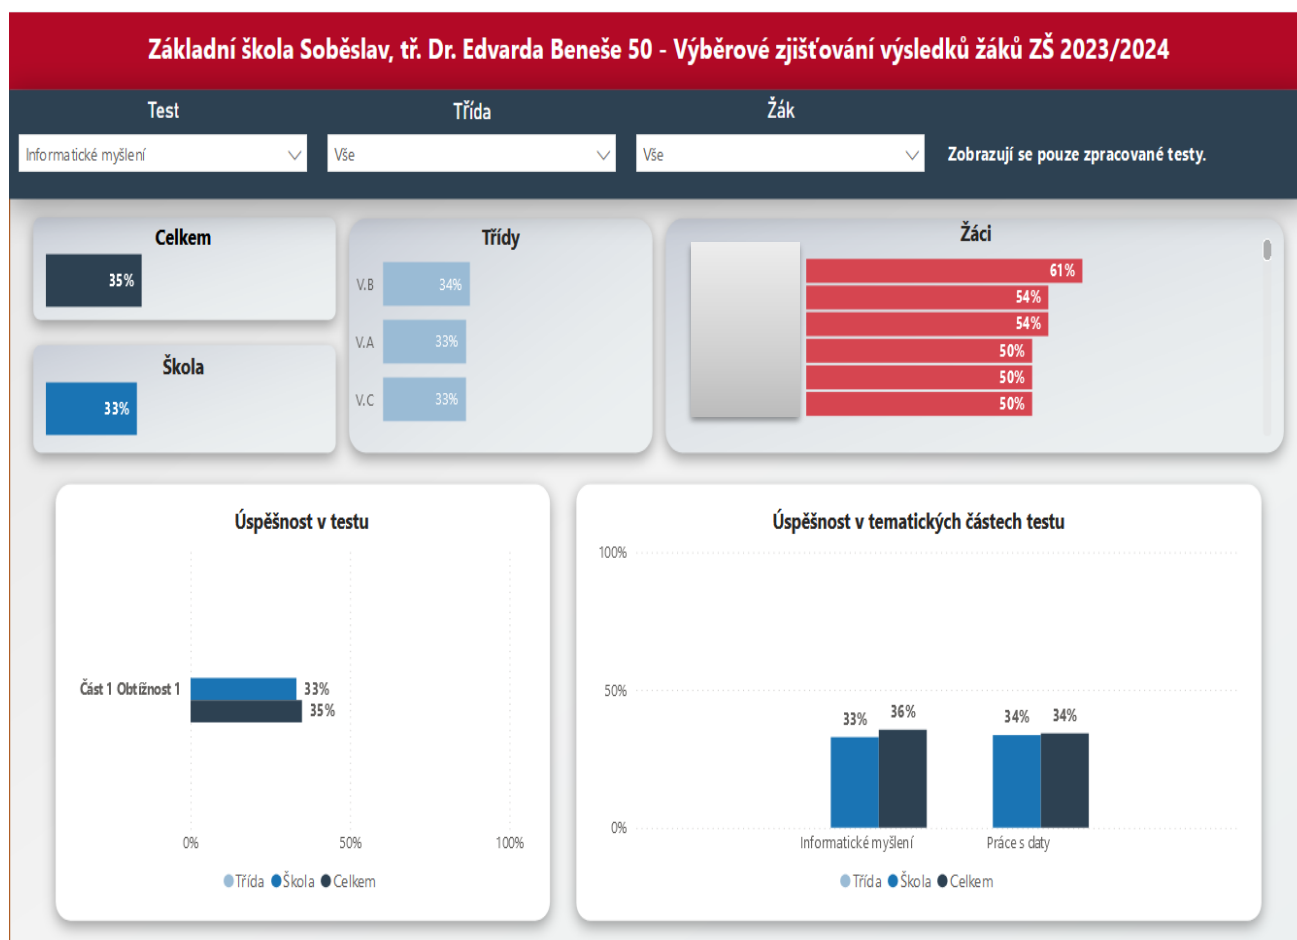 Základní škola Soběslav, tř. Dr. Edvarda Beneše 50 - Výběrové zjišťování výsledků žáků ZŠ 2023/2024
Test
Třída
Žák
Informatické myšlení
Vše
Vše
Zobrazují se pouze zpracované testy.
Celkem
35%
Škola
33%
Třídy
V.B 34%
V.A 33%
V.C 33%
Žáci
61%
54%
54%
50%
50%
50%
Úspěšnost v testu
Část 1 Obtížnost 1
33%
35%
0% 50% 100%
Třída Škola Celkem
Úspěšnost v tematických částech testu
100%
50%
0%
33% 36% 34% 34%
Informatické myšlení Práce s daty
Třída Škola Celkem